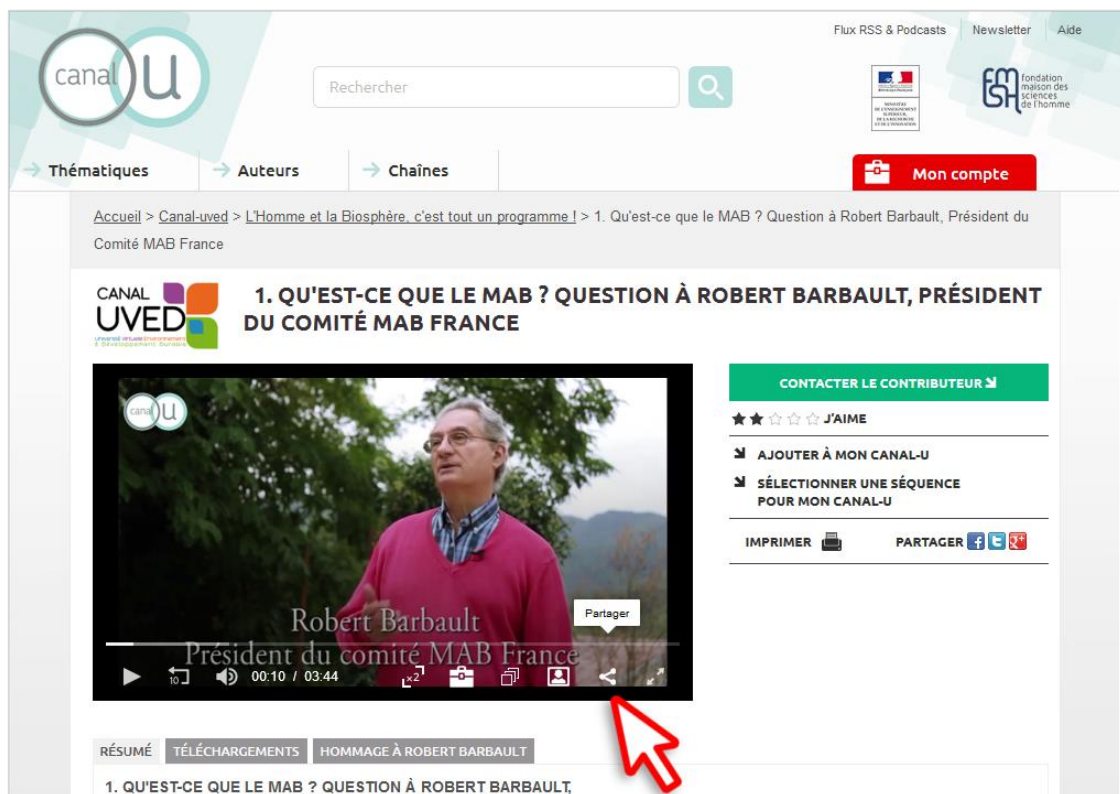 Flux RSS & Podcasts Newsletter Aide
canal U
Rechercher
fondation
maison des
sciences
de l'homme
Thématiques Auteurs Chaînes Mon compte
Accueil > Canal-uved > L'Homme et la Biosphère, c'est tout un programme ! > 1. Qu'est-ce que le MAB ? Question à Robert Barbault, Président du
Comité MAB France
CANAL
UVED
1. QU'EST-CE QUE LE MAB ? QUESTION À ROBERT BARBAULT, PRÉSIDENT
DU COMITÉ MAB FRANCE
CONTACTER LE CONTRIBUTEUR
canal U
J'AIME
AJOUTER À MON CANAL-U
SÉLECTIONNER UNE SÉQUENCE
POUR MON CANAL-U
IMPRIMER PARTAGER
Partager
Robert Barbault
Président du comité MAB France
10 00:10 / 03:44 x2
RÉSUMÉ TÉLÉCHARGEMENTS HOMMAGE À ROBERT BARBAULT
1. QU'EST-CE QUE LE MAB ? QUESTION À ROBERT BARBAULT,